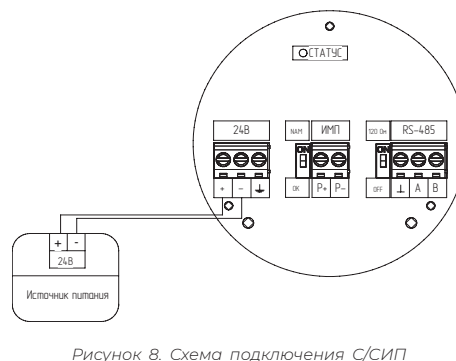 СТАТУС
24В NAM ИМП 120 Om RS-485
ON ON
+ - OK P+ P- OFF ⊥ A B
+ -
24В
Источник питания
Рисунок 8. Схема подключения С/СИП